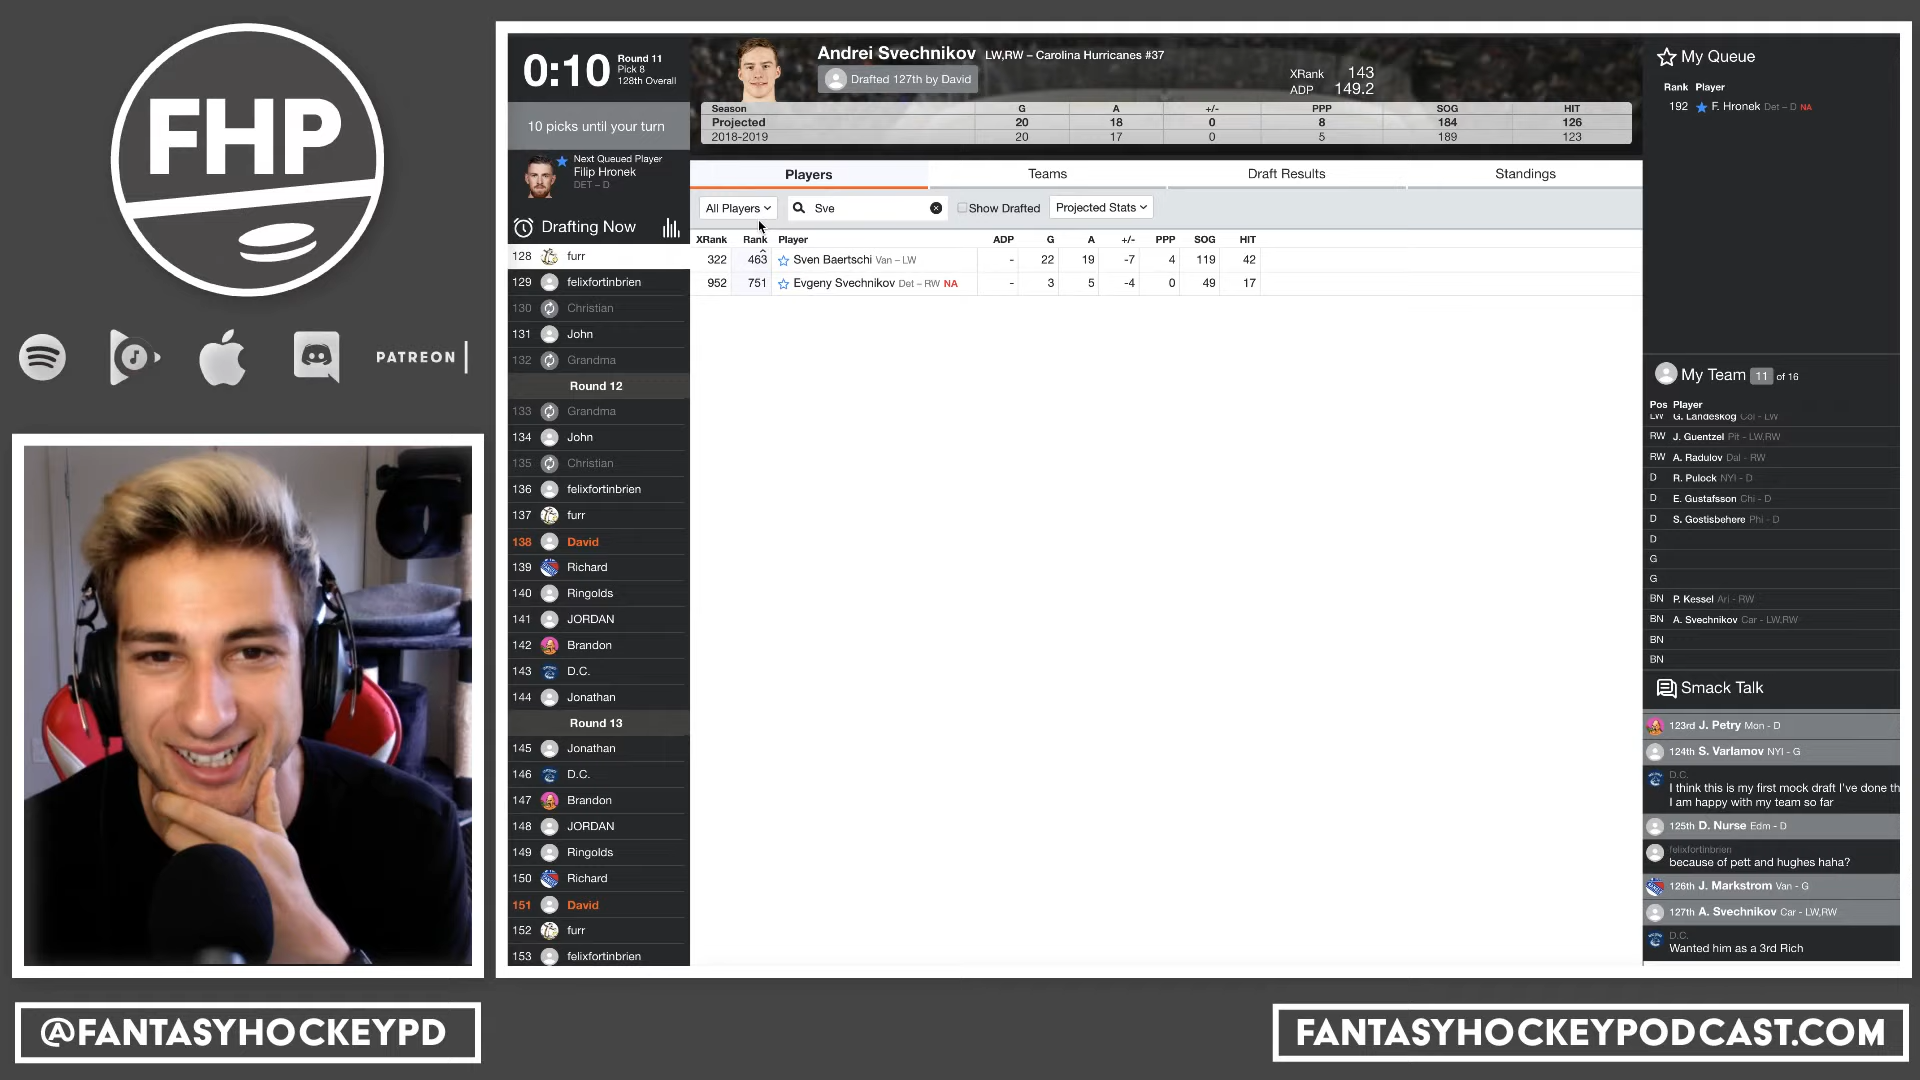 FHP
PATREON
@FANTASYHOCKEYPD
FANTASYHOCKEYPODCAST.COM
0:10
Round 11
Pick 8
128th Overall
10 picks until your turn
Next Queued Player
Filip Hronek
DET – D
Drafting Now
128 furr
129 felixfortinbrien
130 Christian
131 John
132 Grandma
Round 12
133 Grandma
134 John
135 Christian
136 felixfortinbrien
137 furr
138 David
139 Richard
140 Ringolds
141 JORDAN
142 Brandon
143 D.C.
144 Jonathan
Round 13
145 Jonathan
146 D.C.
147 Brandon
148 JORDAN
149 Ringolds
150 Richard
151 David
152 furr
153 felixfortinbrien
Andrei Svechnikov LW,RW – Carolina Hurricanes #37
Drafted 127th by David
XRank 143
ADP 149.2
Season G A +/- PPP SOG HIT
Projected 20 18 0 8 184 126
2018-2019 20 17 0 5 189 123
Players Teams Draft Results Standings
All Players Sve Show Drafted Projected Stats
XRank Rank Player ADP G A +/- PPP SOG HIT
322 463 Sven Baertschi Van – LW - 22 19 -7 4 119 42
952 751 Evgeny Svechnikov Det – RW NA - 3 5 -4 0 49 17
My Queue
Rank Player
192 F. Hronek Det – D NA
My Team 11 of 16
Pos Player
LW G. Landeskog Col - LW
RW J. Guentzel Pit - LW,RW
RW A. Radulov Dal - RW
D R. Pulock NYI - D
D E. Gustafsson Chi - D
D S. Gostisbehere Phi - D
D
G
G
BN P. Kessel Ari - RW
BN A. Svechnikov Car - LW,RW
BN
BN
Smack Talk
123rd J. Petry Mon - D
124th S. Varlamov NYI - G
D.C.
I think this is my first mock draft I've done th
I am happy with my team so far
125th D. Nurse Edm - D
felixfortinbrien
because of pett and hughes haha?
126th J. Markstrom Van - G
127th A. Svechnikov Car - LW,RW
D.C.
Wanted him as a 3rd Rich